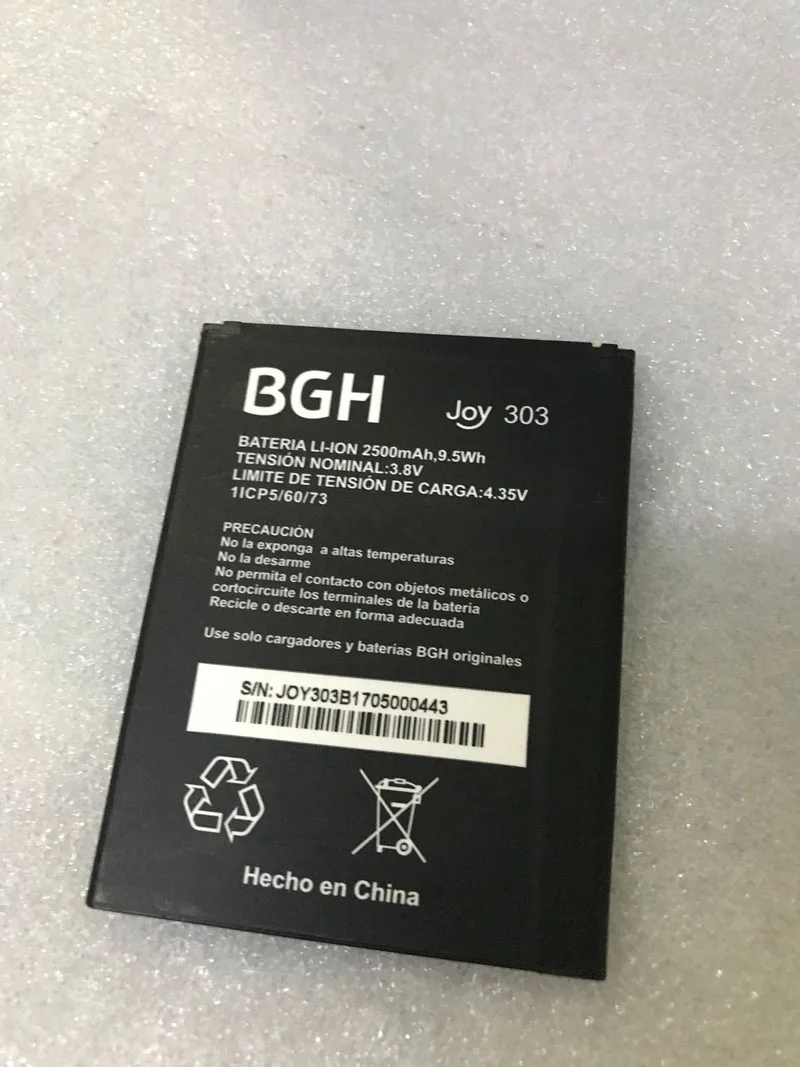 BGH
Joy 303
BATERIA LI-ION 2500mAh,9.5Wh
TENSIÓN NOMINAL:3.8V
LIMITE DE TENSIÓN DE CARGA:4.35V
1ICP5/60/73
PRECAUCIÓN
No la exponga a altas temperaturas
No la desarme
No permita el contacto con objetos metálicos o
cortocircuite los terminales de la bateria
Recicle o descarte en forma adecuada
Use solo cargadores y baterias BGH originales
S/N: JOY303B1705000443
Hecho en China